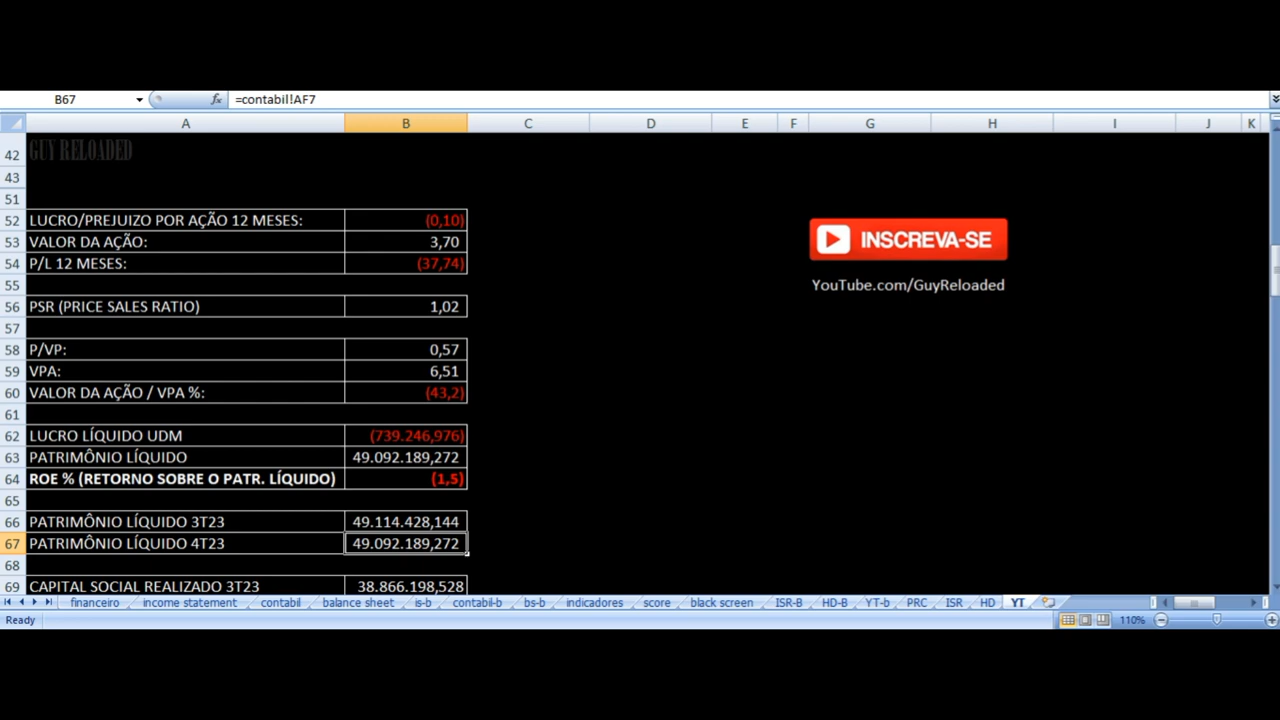 B67 fx =contabil!AF7
A B C D E F G H I J K
42 GUY RELOADED
43
51
52 LUCRO/PREJUIZO POR AÇÃO 12 MESES: (0,10)
53 VALOR DA AÇÃO: 3,70
54 P/L 12 MESES: (37,74)
55
56 PSR (PRICE SALES RATIO) 1,02
57
58 P/VP: 0,57
59 VPA: 6,51
60 VALOR DA AÇÃO / VPA %: (43,2)
61
62 LUCRO LÍQUIDO UDM (739.246,976)
63 PATRIMÔNIO LÍQUIDO 49.092.189,272
64 ROE % (RETORNO SOBRE O PATR. LÍQUIDO) (1,5)
65
66 PATRIMÔNIO LÍQUIDO 3T23 49.114.428,144
67 PATRIMÔNIO LÍQUIDO 4T23 49.092.189,272
68
69 CAPITAL SOCIAL REALIZADO 3T23 38.866.198,528
INSCREVA-SE
YouTube.com/GuyReloaded
financeiro income statement contabil balance sheet is-b contabil-b bs-b indicadores score black screen ISR-B HD-B YT-b PRC ISR HD YT
Ready 110%